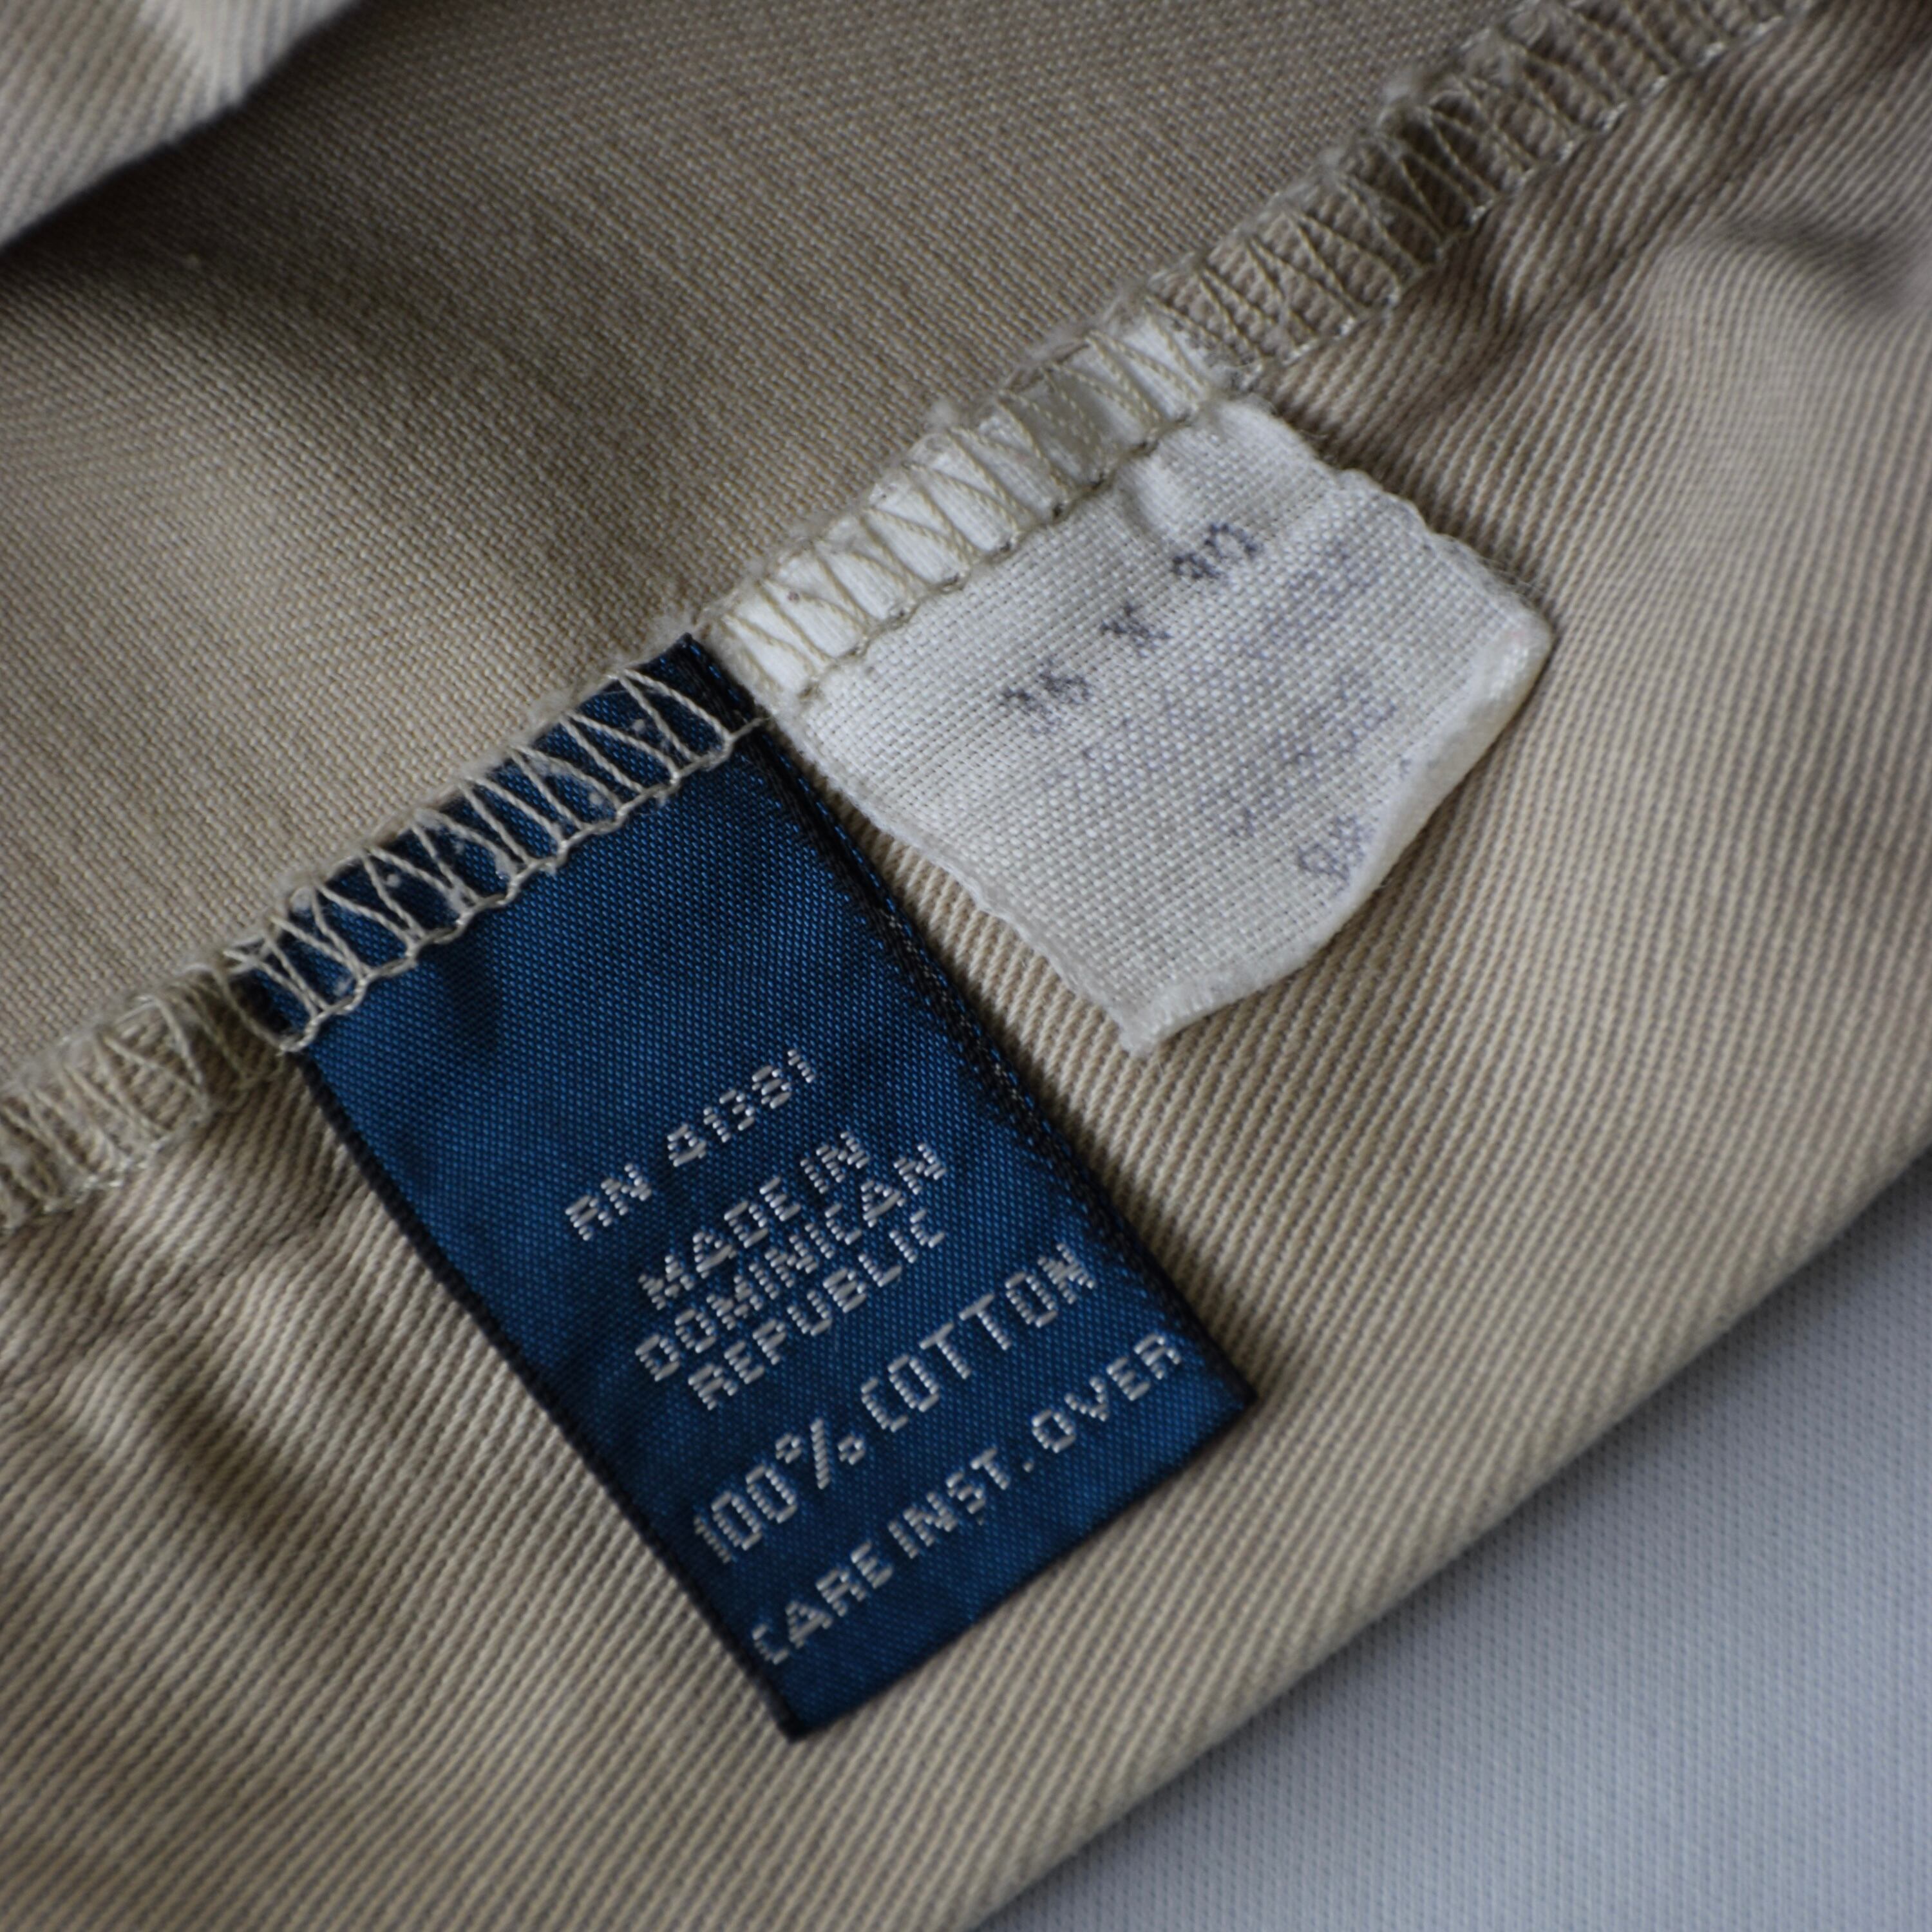 RN 41381
MADE IN
DOMINICAN
REPUBLIC
100% COTTON
CARE INST. OVER